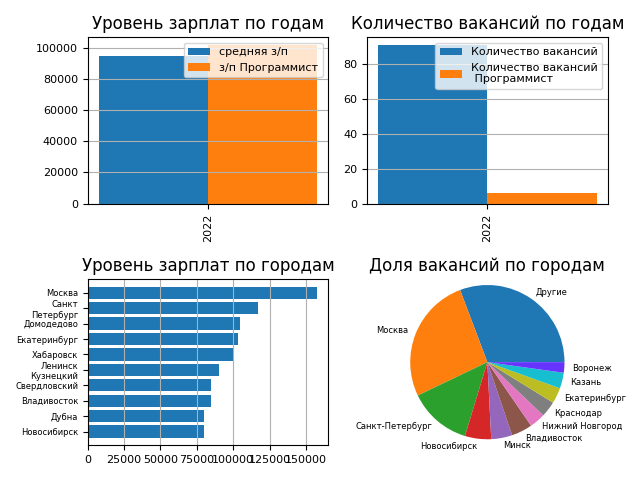 Уровень зарплат по годам
100000
80000
60000
40000
20000
0
средняя з/п
з/п Программист
2022
Количество вакансий по годам
80
60
40
20
0
Количество вакансий
Количество вакансий
Программист
2022
Уровень зарплат по городам
Москва
Санкт
Петербург
Домодедово
Екатеринбург
Хабаровск
Ленинск
Кузнецкий
Свердловский
Владивосток
Дубна
Новосибирск
0
25000
50000
75000
100000
125000
150000
Доля вакансий по городам
Другие
Москва
Санкт-Петербург
Новосибирск
Минск
Владивосток
Нижний Новгород
Краснодар
Екатеринбург
Казань
Воронеж